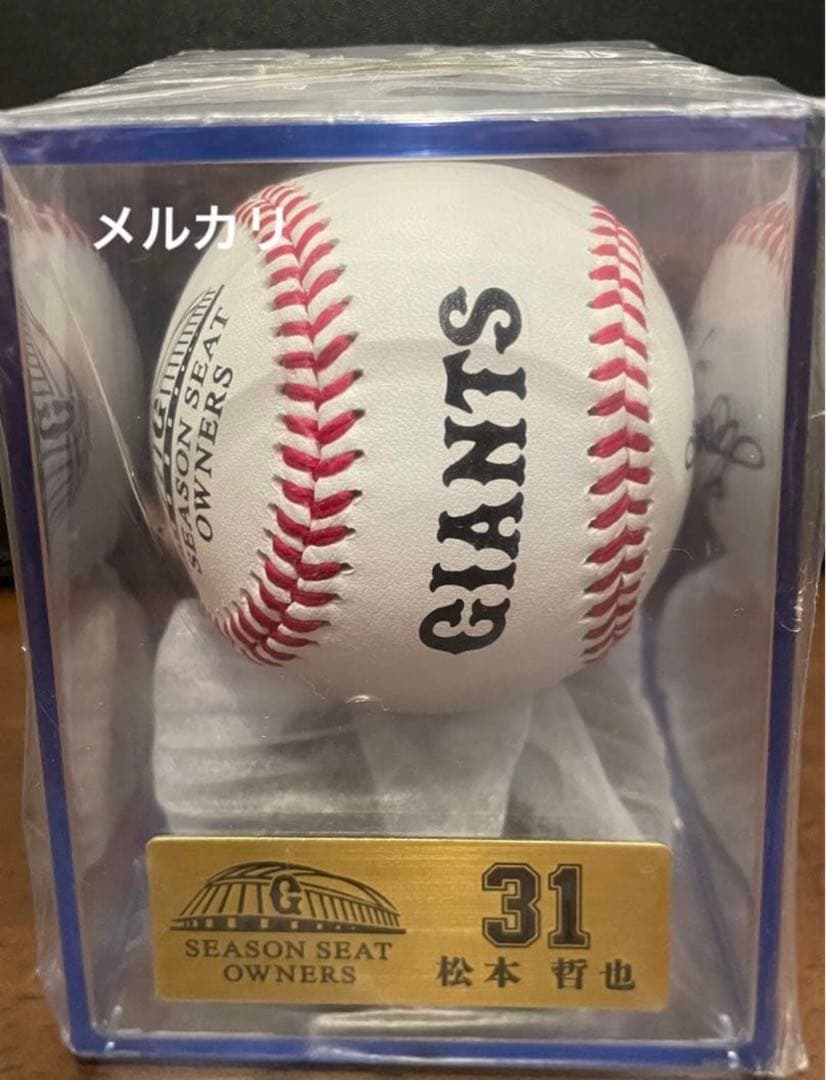 メルカリ
SEASON SEAT
OWNERS
GIANTS
G
SEASON SEAT
OWNERS
31
松本 哲也